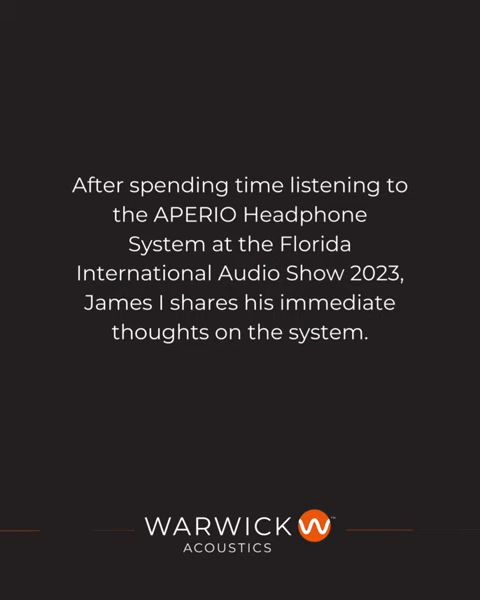 After spending time listening to
the APERIO Headphone
System at the Florida
International Audio Show 2023,
James I shares his immediate
thoughts on the system.
WARWICK W™
ACOUSTICS